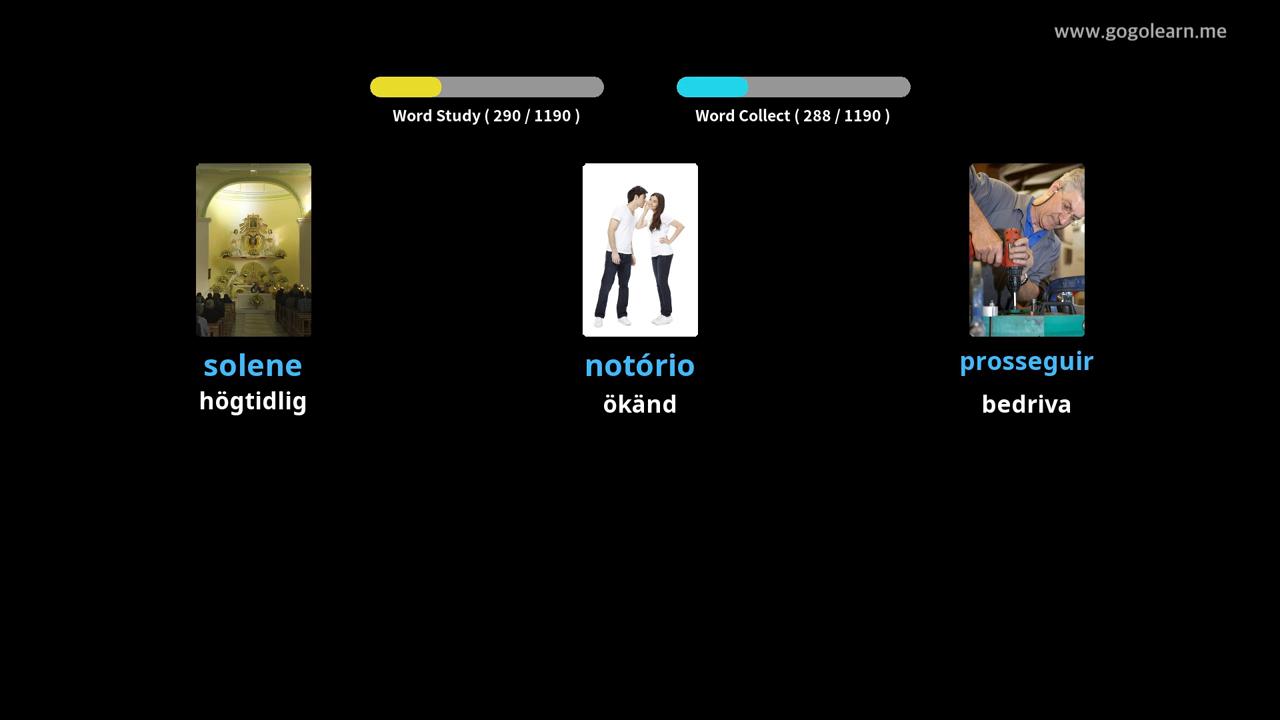 www.gogolearn.me
Word Study ( 290 / 1190 )
Word Collect ( 288 / 1190 )
solene
högtidlig
notório
ökänd
prosseguir
bedriva